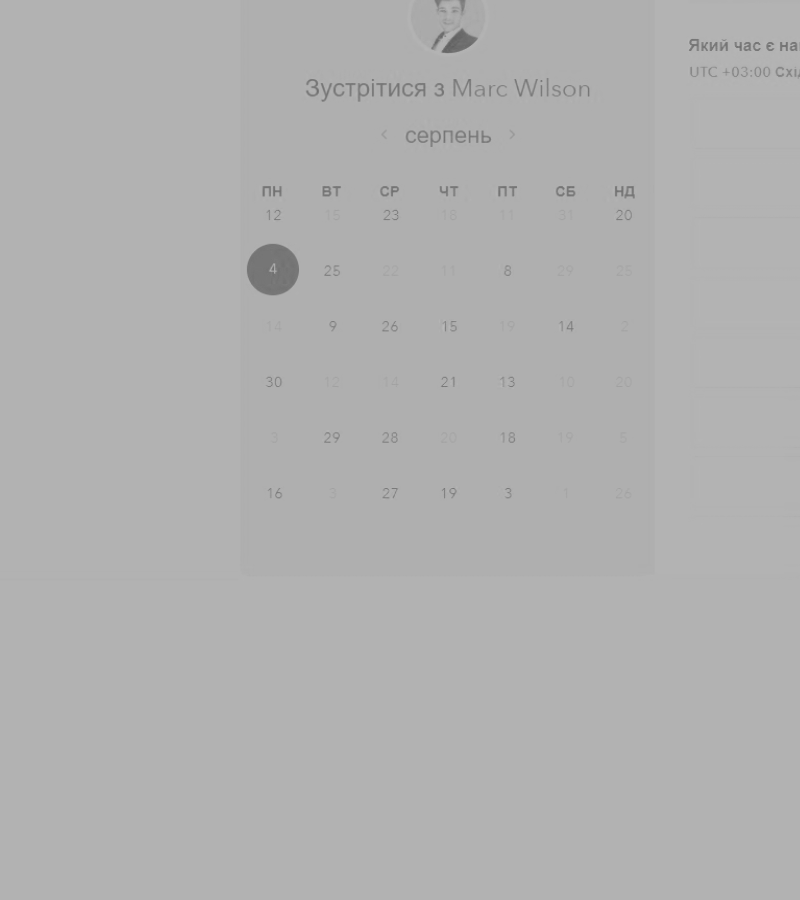 Який час є на
UTC +03:00 Схі
Зустрітися з Marc Wilson
‹ серпень ›
ПН ВТ СР ЧТ ПТ СБ НД
12 15 23 16 11 31 20
4 25 22 11 8 29 25
14 9 26 15 19 14 2
30 12 14 21 13 10 20
3 29 28 20 18 19 5
16 3 27 19 3 1 26